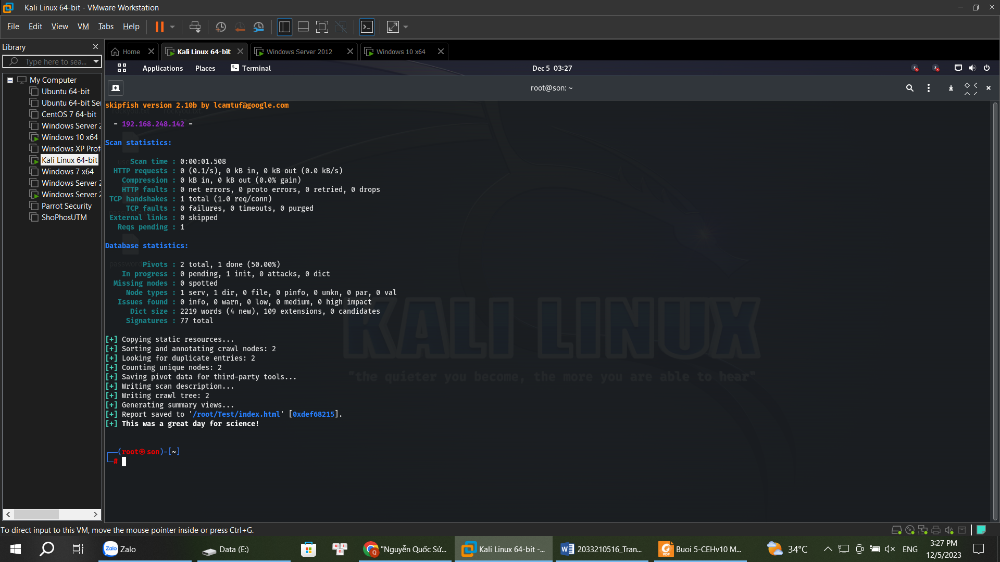 Kali Linux 64-bit - VMware Workstation
File Edit View VM Tabs Help
Library
Type here to sea...
Home
Kali Linux 64-bit
Windows Server 2012
Windows 10 x64
My Computer
Ubuntu 64-bit
Ubuntu 64-bit Ser
CentOS 7 64-bit
Windows Server 2
Windows 10 x64
Windows XP Prof
Kali Linux 64-bit
Windows 7 x64
Windows Server 2
Windows Server 2
Parrot Security
ShoPhosUTM
Applications Places Terminal
Dec 5 03:27
root@son: ~
skipfish version 2.10b by lcamtuf@google.com
rockyou.txt rockyou.txt.
- 192.168.248.142 -
Scan statistics:
Scan time : 0:00:01.508
HTTP requests : 0 (0.1/s), 0 kB in, 0 kB out (0.0 kB/s)
Compression : 0 kB in, 0 kB out (0.0% gain)
HTTP faults : 0 net errors, 0 proto errors, 0 retried, 0 drops
TCP handshakes : 1 total (1.0 req/conn)
TCP faults : 0 failures, 0 timeouts, 0 purged
External links : 0 skipped
Reqs pending : 1
Database statistics:
Pivots : 2 total, 1 done (50.00%)
In progress : 0 pending, 1 init, 0 attacks, 0 dict
Missing nodes : 0 spotted
Node types : 1 serv, 1 dir, 0 file, 0 pinfo, 0 unkn, 0 par, 0 val
Issues found : 0 info, 0 warn, 0 low, 0 medium, 0 high impact
Dict size : 2219 words (4 new), 109 extensions, 0 candidates
Signatures : 77 total
[+] Copying static resources...
[+] Sorting and annotating crawl nodes: 2
[+] Looking for duplicate entries: 2
[+] Counting unique nodes: 2
[+] Saving pivot data for third-party tools...
[+] Writing scan description...
[+] Writing crawl tree: 2
[+] Generating summary views...
[+] Report saved to '/root/Test/index.html' [0xdef68215].
[+] This was a great day for science!
(root㉿son)-[~]
#
KALI LINUX
"the quieter you become, the more you are able to hear"
To direct input to this VM, move the mouse pointer inside or press Ctrl+G.
Zalo
Data (E:)
"Nguyễn Quốc Sử...
Kali Linux 64-bit -...
2033210516_Tran...
Buoi 5-CEHv10 M...
34°C
ENG
3:27 PM
12/5/2023